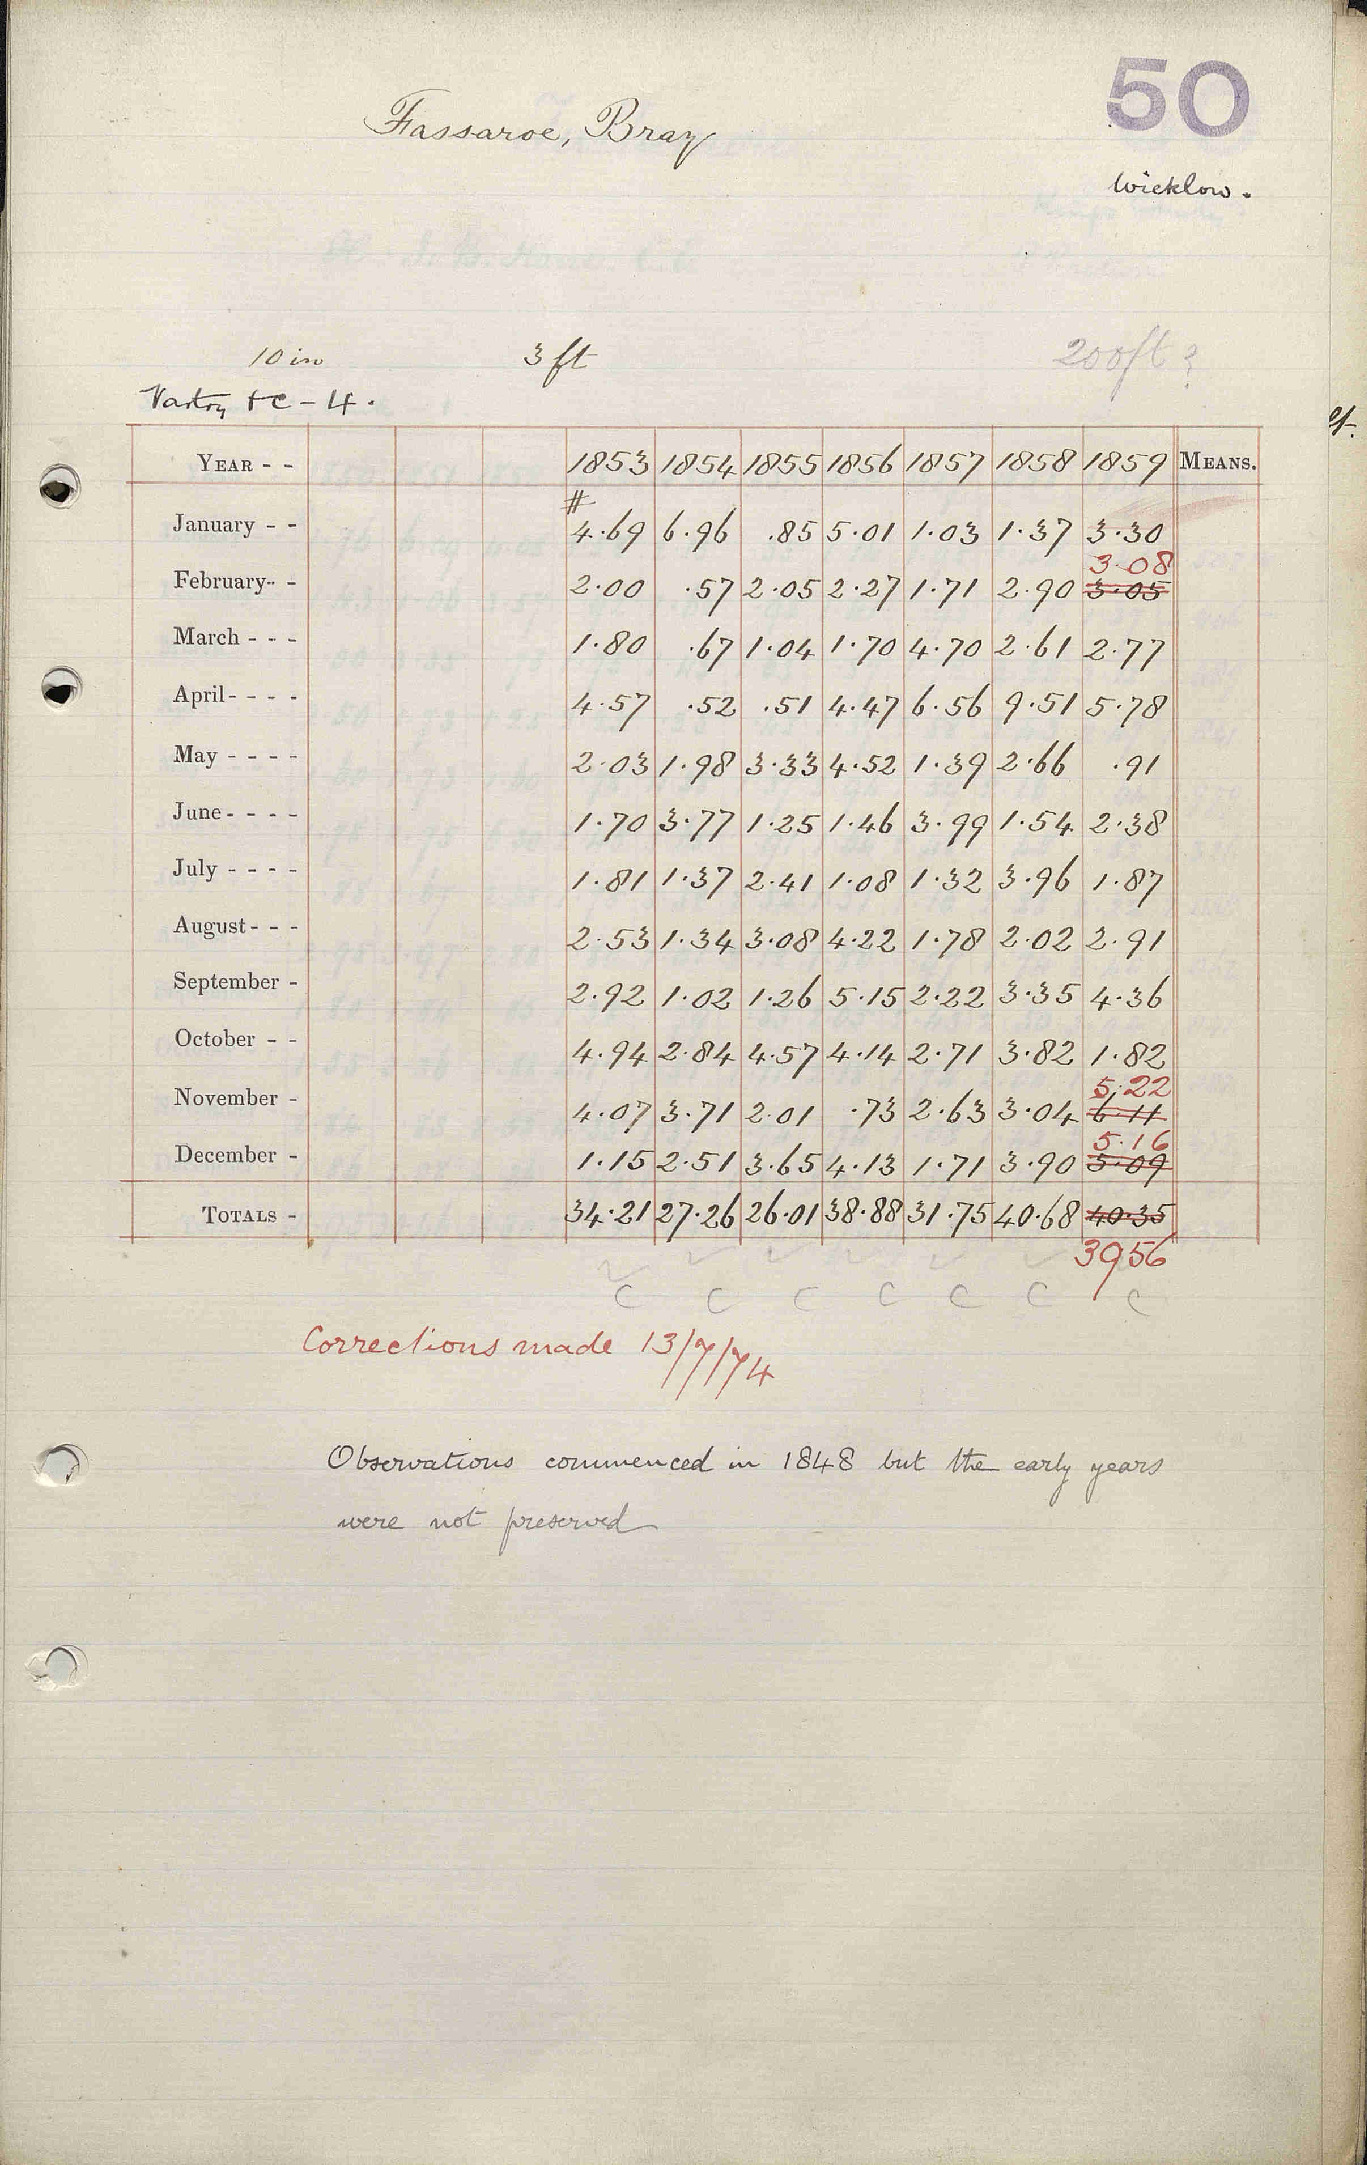 50
Fassaroe, Bray
Wicklow.
10 in 3 ft 200ft ?
Vartry +c - 4.
YEAR - - 1853 1854 1855 1856 1857 1858 1859 MEANS.
#
January - - 4.69 6.96 .85 5.01 1.03 1.37 3.30
3.08
February - - 2.00 .57 2.05 2.27 1.71 2.90 3.05
March - - - 1.80 .67 1.04 1.70 4.70 2.61 2.77
April - - - - 4.57 .52 .51 4.47 6.56 9.51 5.78
May - - - - 2.03 1.98 3.33 4.52 1.39 2.66 .91
June - - - - 1.70 3.77 1.25 1.46 3.99 1.54 2.38
July - - - - 1.81 1.37 2.41 1.08 1.32 3.96 1.87
August - - - 2.53 1.34 3.08 4.22 1.78 2.02 2.91
September - 2.92 1.02 1.26 5.15 2.22 3.35 4.36
October - - 4.94 2.84 4.57 4.14 2.71 3.82 1.82
5.22
November - 4.07 3.71 2.01 .73 2.63 3.04 6.11
5.16
December - 1.15 2.51 3.65 4.13 1.71 3.90 5.09
TOTALS - 34.21 27.26 26.01 38.88 31.75 40.68 40.35
3956
C C C C C C C
Corrections made 13/7/74
Observations commenced in 1848 but the early years
were not preserved